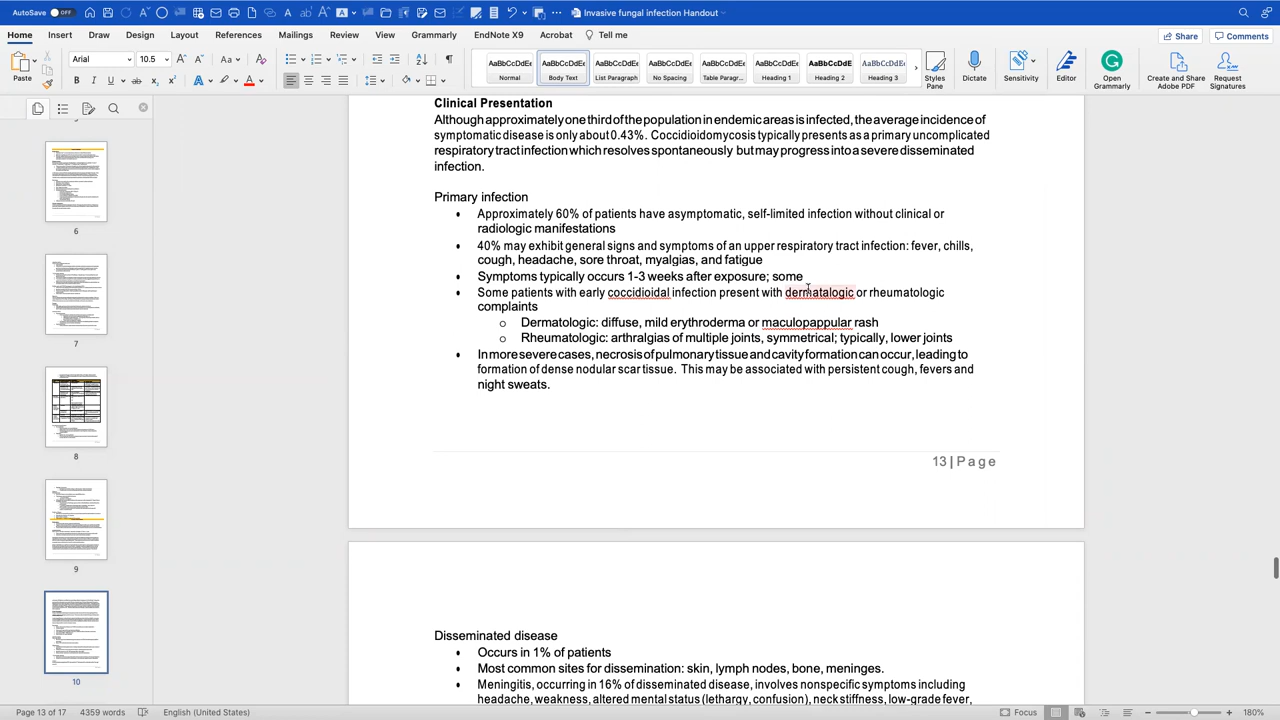 AutoSave OFF Invasive fungal infection Handout
Home Insert Draw Design Layout References Mailings Review View Grammarly EndNote X9 Acrobat Tell me Share Comments
Paste Arial 10.5 AaBbCcDdEe Normal AaBbCcDdEe Body Text AaBbCcDdEe List Paragraph AaBbCcDdEe No Spacing AaBbCcDdEe Table Paragr... AaBbCcDdEe Heading 1 AaBbCcDdEe Heading 2 AaBbCcDdEe Heading 3 Styles Pane Dictate Sensitivity Editor Open Grammarly Create and Share Adobe PDF Request Signatures
Clinical Presentation
Although approximately one third of the population in endemic areas is infected, the average incidence of
symptomatic disease is only about 0.43%. Coccidioidomycosis typically presents as a primary uncomplicated
respiratory tract infection which resolves spontaneously but may progress into a severe disseminated
infection.
Primary infection
• Approximately 60% of patients have asymptomatic, self-limited infection without clinical or
radiologic manifestations
• 40% may exhibit general signs and symptoms of an upper respiratory tract infection: fever, chills,
cough, headache, sore throat, myalgias, and fatigue
• Symptoms typically occurs 1-3 weeks after exposuresome
• Some patients with early coccidioidal infection present with dermatalogic or rheumatologic
complaints
o Dermatologic: diffuse, mild erythroderma or maculopappular rash
o Rheumatologic: arthralgias of multiple joints, symmetrical; typically, lower joints
• In more severe cases, necrosis of pulmonary tissue and cavity formation can occur, leading to
formation of dense nodular scar tissue. This may be associated with persistent cough, fevers and
night sweats.
13 | P a g e
Disseminated disease
• Occurs in 1% of patients
• Most common sites for dissemination: skin, lymph nodes, bone, meninges.
• Meningitis, occurring in 16% of disseminated disease, involves nonspecific symptoms including
headache, weakness, altered mental status (lethargy, confusion), neck stiffness, low-grade fever,
6
7
8
9
10
Page 13 of 17 4359 words English (United States) Focus 180%